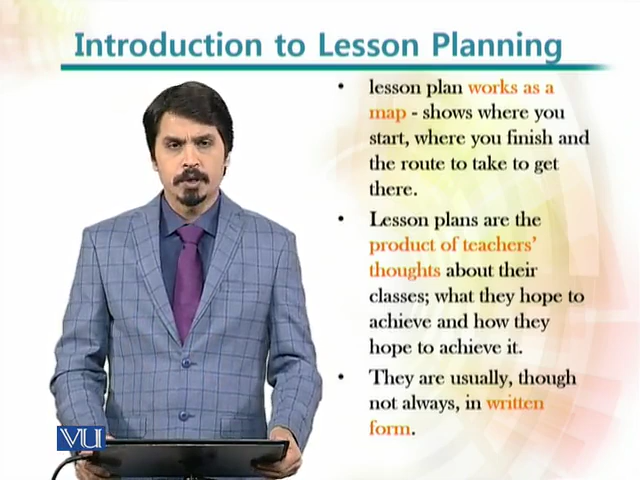 Introduction to Lesson Planning
• lesson plan works as a
map - shows where you
start, where you finish and
the route to take to get
there.
• Lesson plans are the
product of teachers'
thoughts about their
classes; what they hope to
achieve and how they
hope to achieve it.
• They are usually, though
not always, in written
form.
VU